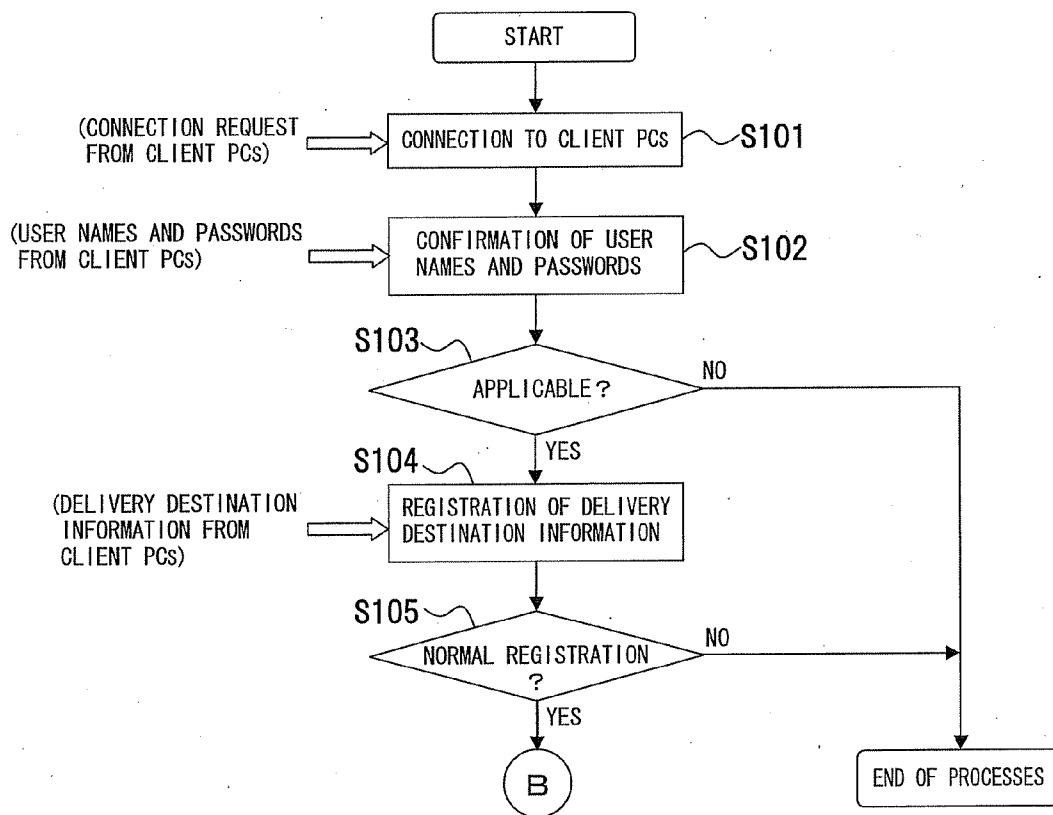 START
(CONNECTION REQUEST
FROM CLIENT PCs)
CONNECTION TO CLIENT PCs
S101
(USER NAMES AND PASSWORDS
FROM CLIENT PCs)
CONFIRMATION OF USER
NAMES AND PASSWORDS
S102
S103
APPLICABLE?
NO
YES
S104
(DELIVERY DESTINATION
INFORMATION FROM
CLIENT PCs)
REGISTRATION OF DELIVERY
DESTINATION INFORMATION
S105
NORMAL REGISTRATION
?
NO
YES
B
END OF PROCESSES